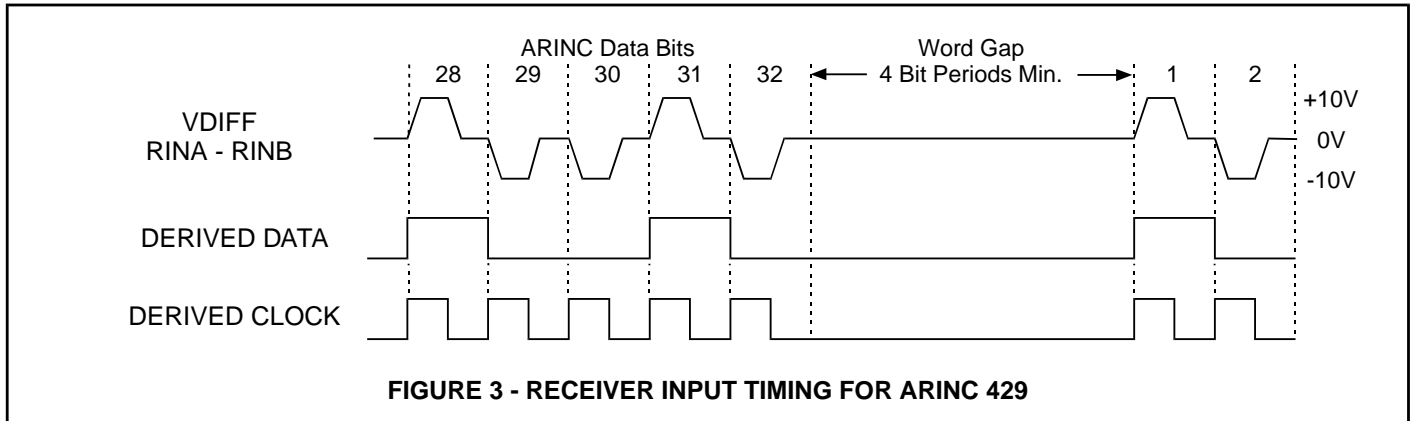 ARINC Data Bits
Word Gap
28 29 30 31 32 4 Bit Periods Min. 1 2
+10V
VDIFF
RINA - RINB
0V
-10V
DERIVED DATA
DERIVED CLOCK
FIGURE 3 - RECEIVER INPUT TIMING FOR ARINC 429